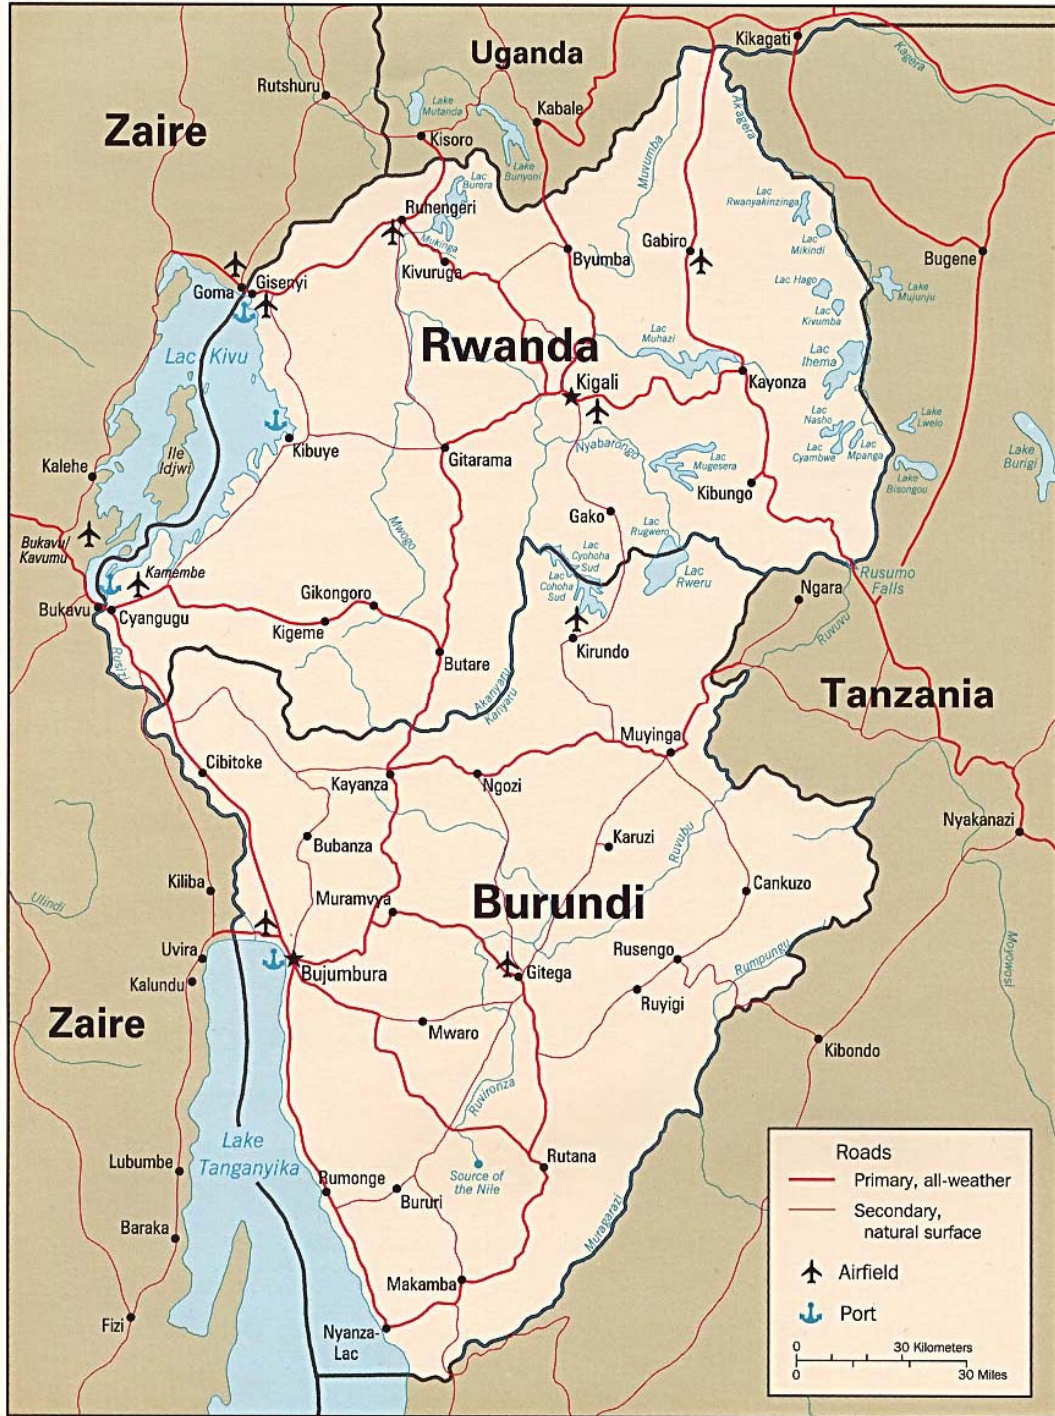 Uganda
Kikagati
Kagera
Rutshuru
Lake
Mutanda
Kabale
Zaire
Kisoro
Akagera
Lake
Bunyoni
Muvumba
Lac
Burera
Lac
Rwanyakinzinga
Ruhengeri
Mukinga
Lac
Mikindi
Gabiro
Byumba
Kivuruga
Bugene
Goma
Gisenyi
Lac Hago
Lake
Mujunju
Lac
Kivumba
Rwanda
Lac
Muhazi
Lac Kivu
Lac
Ihema
Kigali
Kayonza
Lac
Nasho
Lake
Lwelo
Kibuye
Gitarama
Nyabarongo
Ile
Idjwi
Lac
Mugesera
Lac
Cyambwe
Lac
Mpanga
Lake
Burigi
Kalehe
Kibungo
Lake
Bisongou
Gako
Mwogo
Lac
Rugwero
Bukavu/
Kavumu
Lac
Cyohoha
Sud
Kamembe
Lac
Cohoha
Sud
Lac
Rweru
Rusumo
Falls
Ngara
Gikongoro
Bukavu
Cyangugu
Kigeme
Ruvuvu
Kirundo
Rusizi
Butare
Akanyaru
Kanyaru
Tanzania
Muyinga
Cibitoke
Kayanza
Ngozi
Nyakanazi
Bubanza
Karuzi
Ruvubu
Kiliba
Muramvya
Burundi
Cankuzo
Ulindi
Uvira
Rusengo
Rumpungu
Moyowosi
Kalundu
Bujumbura
Gitega
Ruyigi
Zaire
Mwaro
Kibondo
Ruvironza
Lake
Tanganyika
Lubumbe
Rumonge
Bururi
Source of
the Nile
Rutana
Baraka
Muragarazi
Makamba
Fizi
Nyanza-
Lac
Roads
Primary, all-weather
Secondary,
natural surface
Airfield
Port
0 30 Kilometers
0 30 Miles